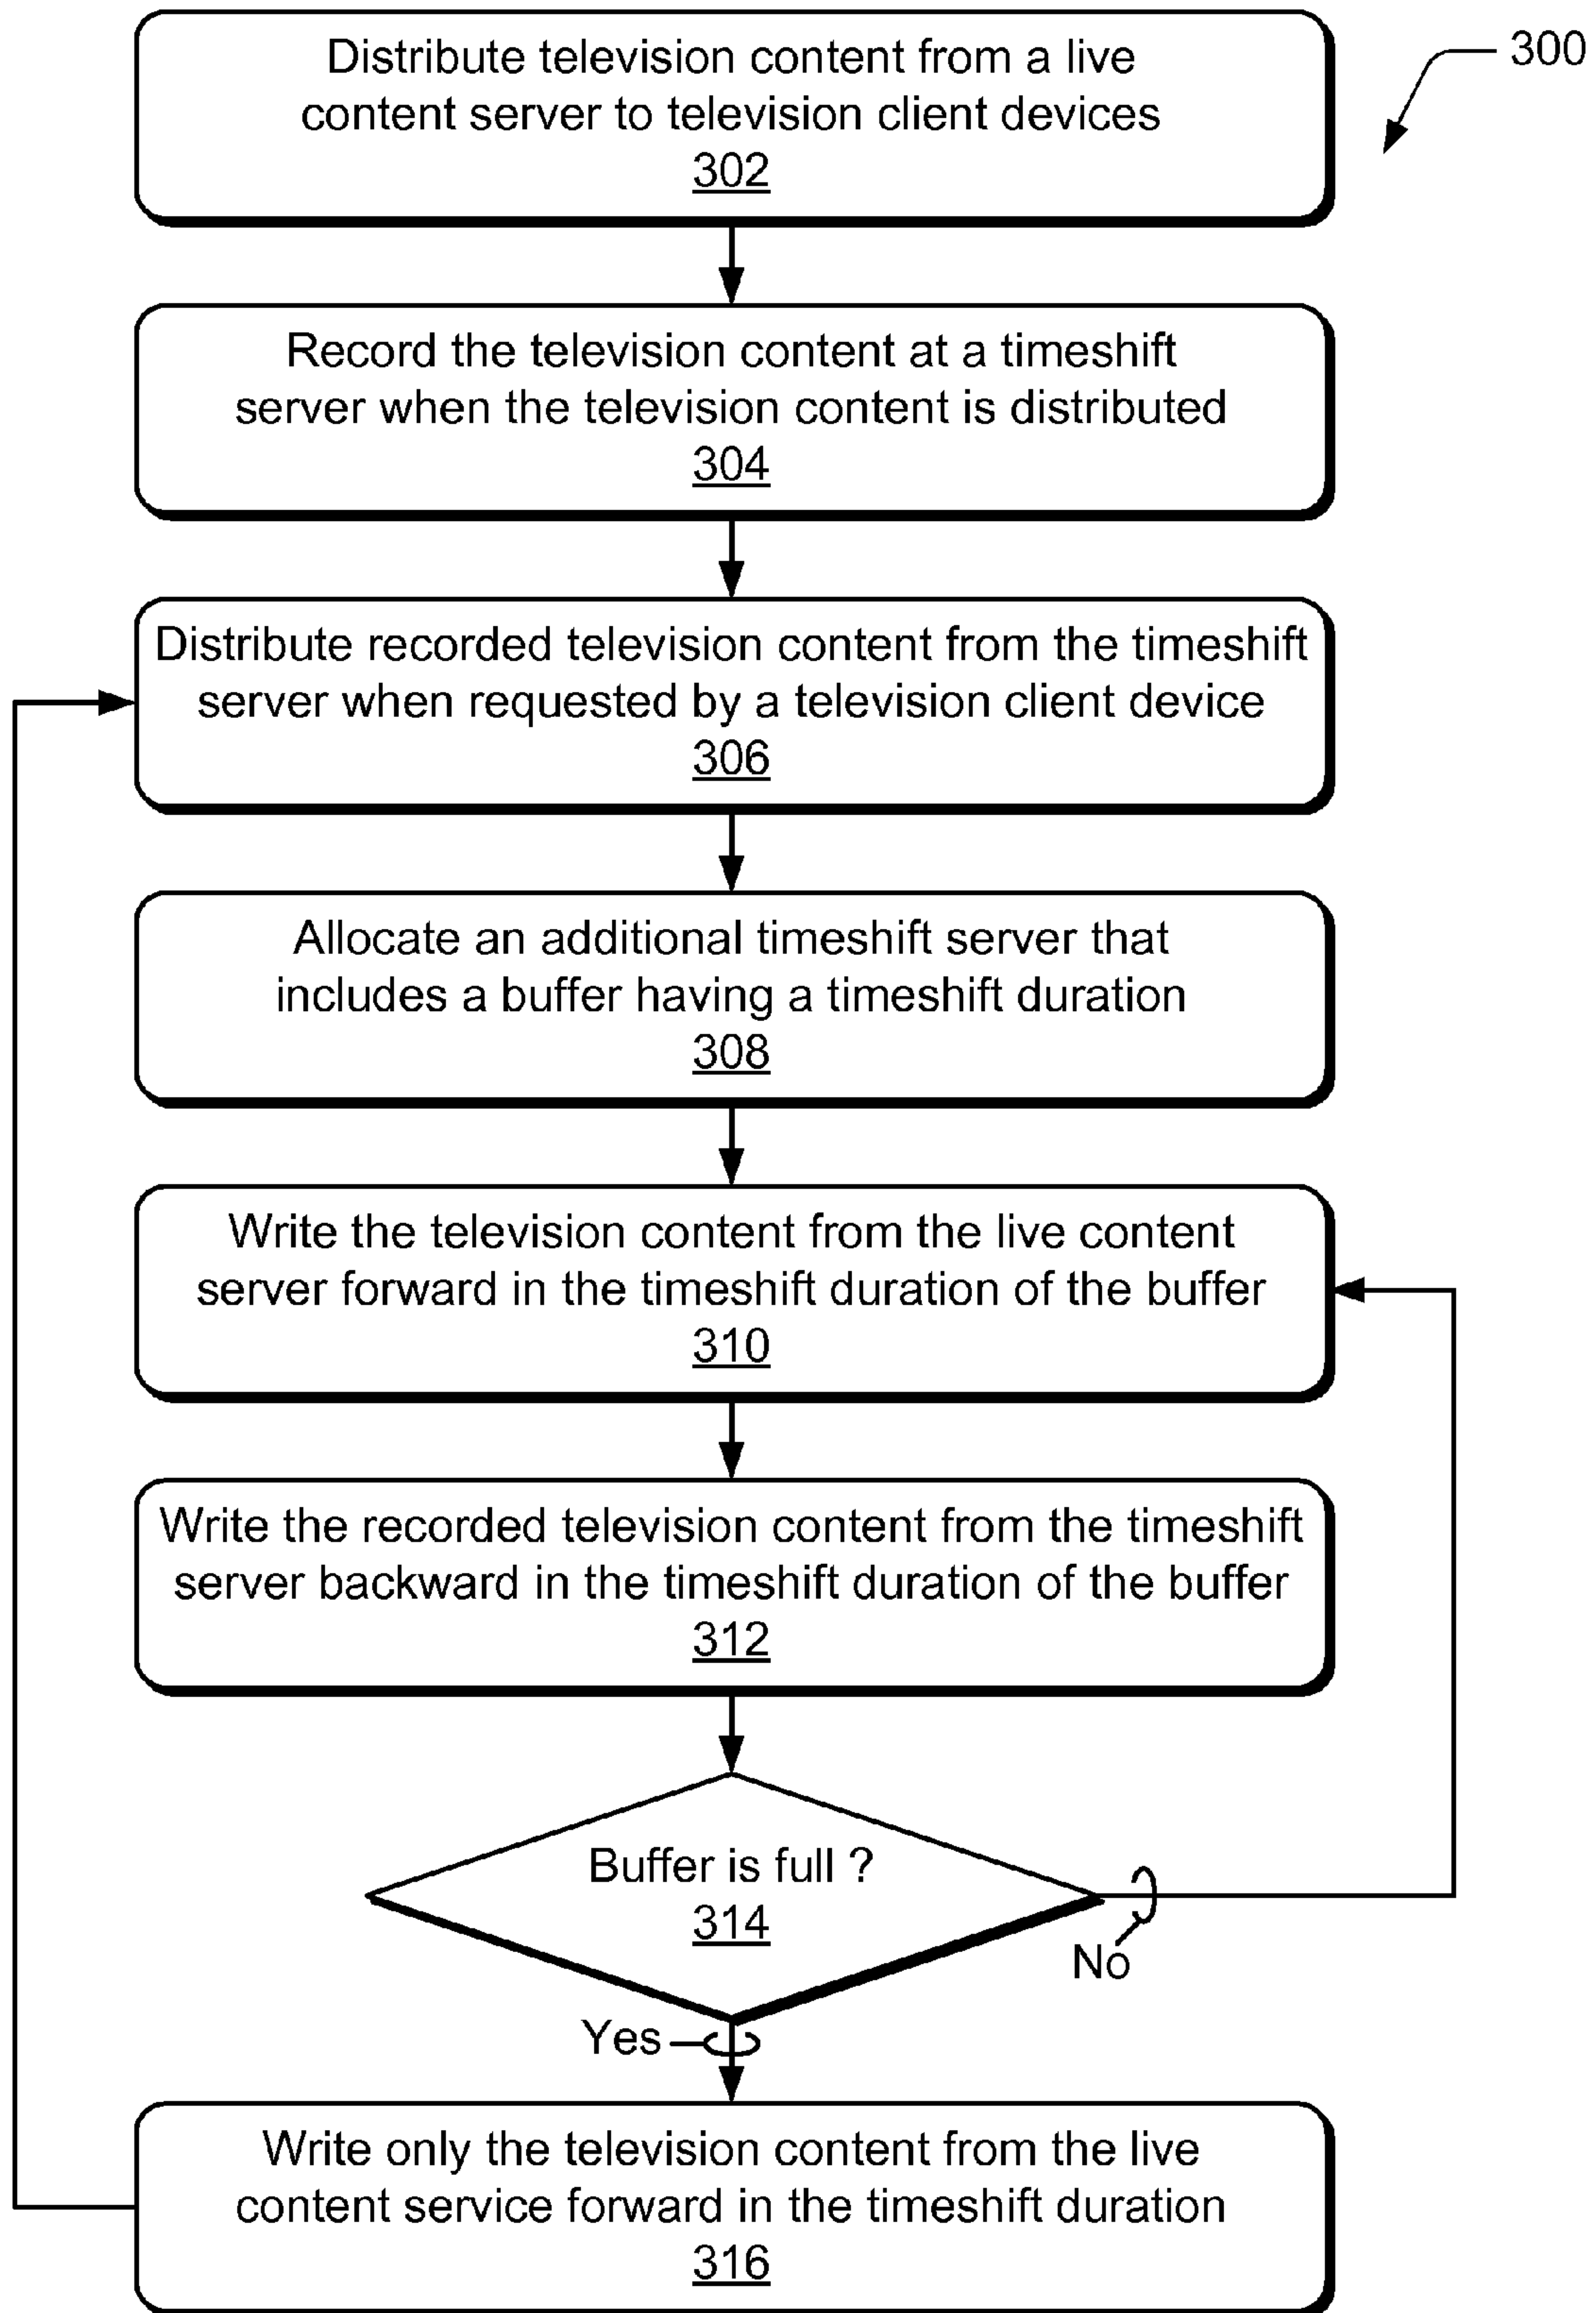 Distribute television content from a live
content server to television client devices
302
300
Record the television content at a timeshift
server when the television content is distributed
304
Distribute recorded television content from the timeshift
server when requested by a television client device
306
Allocate an additional timeshift server that
includes a buffer having a timeshift duration
308
Write the television content from the live content
server forward in the timeshift duration of the buffer
310
Write the recorded television content from the timeshift
server backward in the timeshift duration of the buffer
312
Buffer is full ?
314
No
Yes
Write only the television content from the live
content service forward in the timeshift duration
316